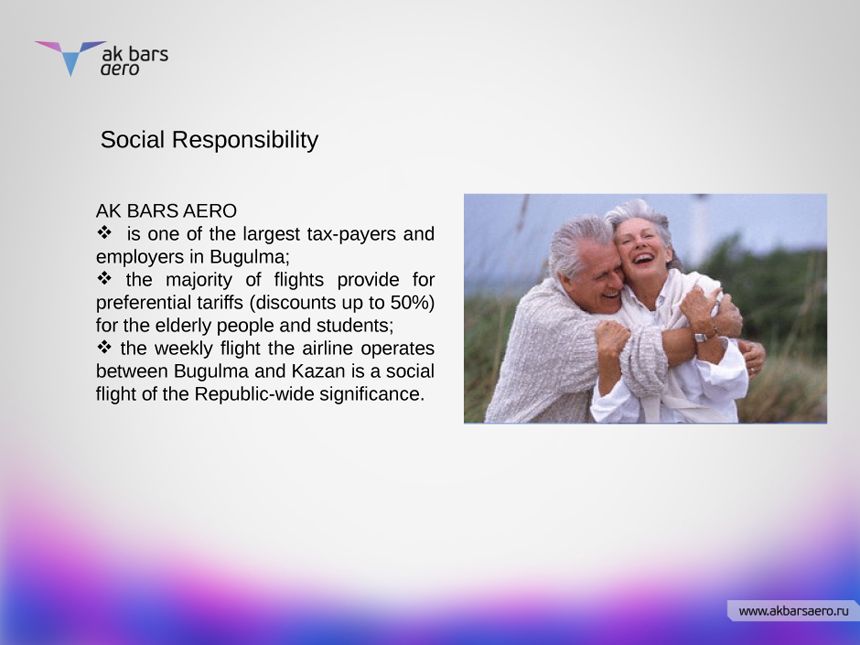 ak bars
aero
Social Responsibility
AK BARS AERO
❖ is one of the largest tax-payers and
employers in Bugulma;
❖ the majority of flights provide for
preferential tariffs (discounts up to 50%)
for the elderly people and students;
❖ the weekly flight the airline operates
between Bugulma and Kazan is a social
flight of the Republic-wide significance.
www.akbarsaero.ru